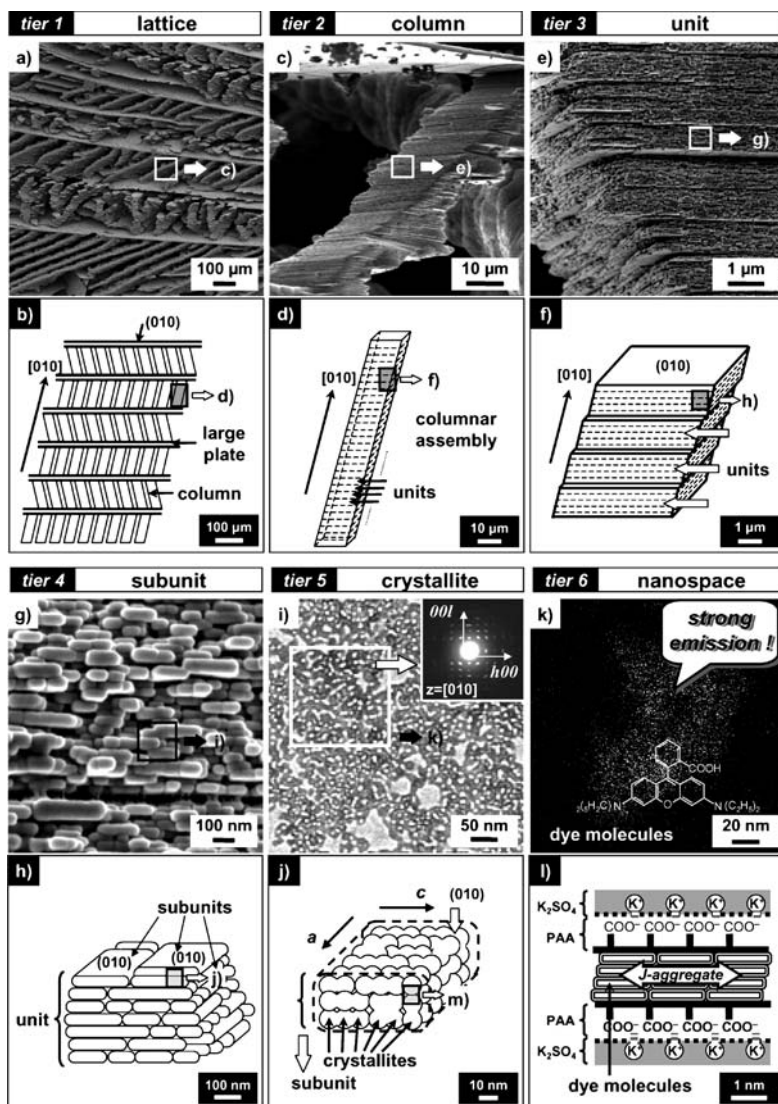 tier 1 lattice
tier 2 column
tier 3 unit
a)
c)
100 µm
c)
e)
10 µm
e)
g)
1 µm
b)
(010)
[010]
d)
large
plate
column
100 µm
d)
[010]
f)
columnar
assembly
units
10 µm
f)
(010)
[010]
h)
units
1 µm
tier 4 subunit
tier 5 crystallite
tier 6 nanospace
g)
i)
100 nm
i)
00l
h00
z=[010]
k)
50 nm
k)
strong
emission !
COOH
2(5H2C) N
N (C2H5)2
dye molecules
20 nm
h)
subunits
(010)
(010)
j)
unit
100 nm
j)
c
(010)
a
m)
crystallites
subunit
10 nm
l)
K2SO4
K+ K+ K+ K+
PAA
COO– COO– COO– COO–
J-aggregate
PAA
COO– COO– COO– COO–
K2SO4
K+ K+ K+ K+
dye molecules
1 nm